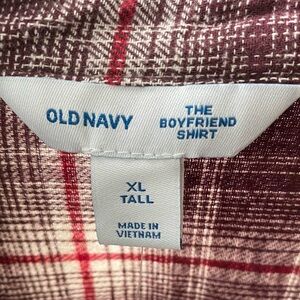 OLD NAVY
THE
BOYFRIEND
SHIRT
XL
TALL
MADE IN
VIETNAM